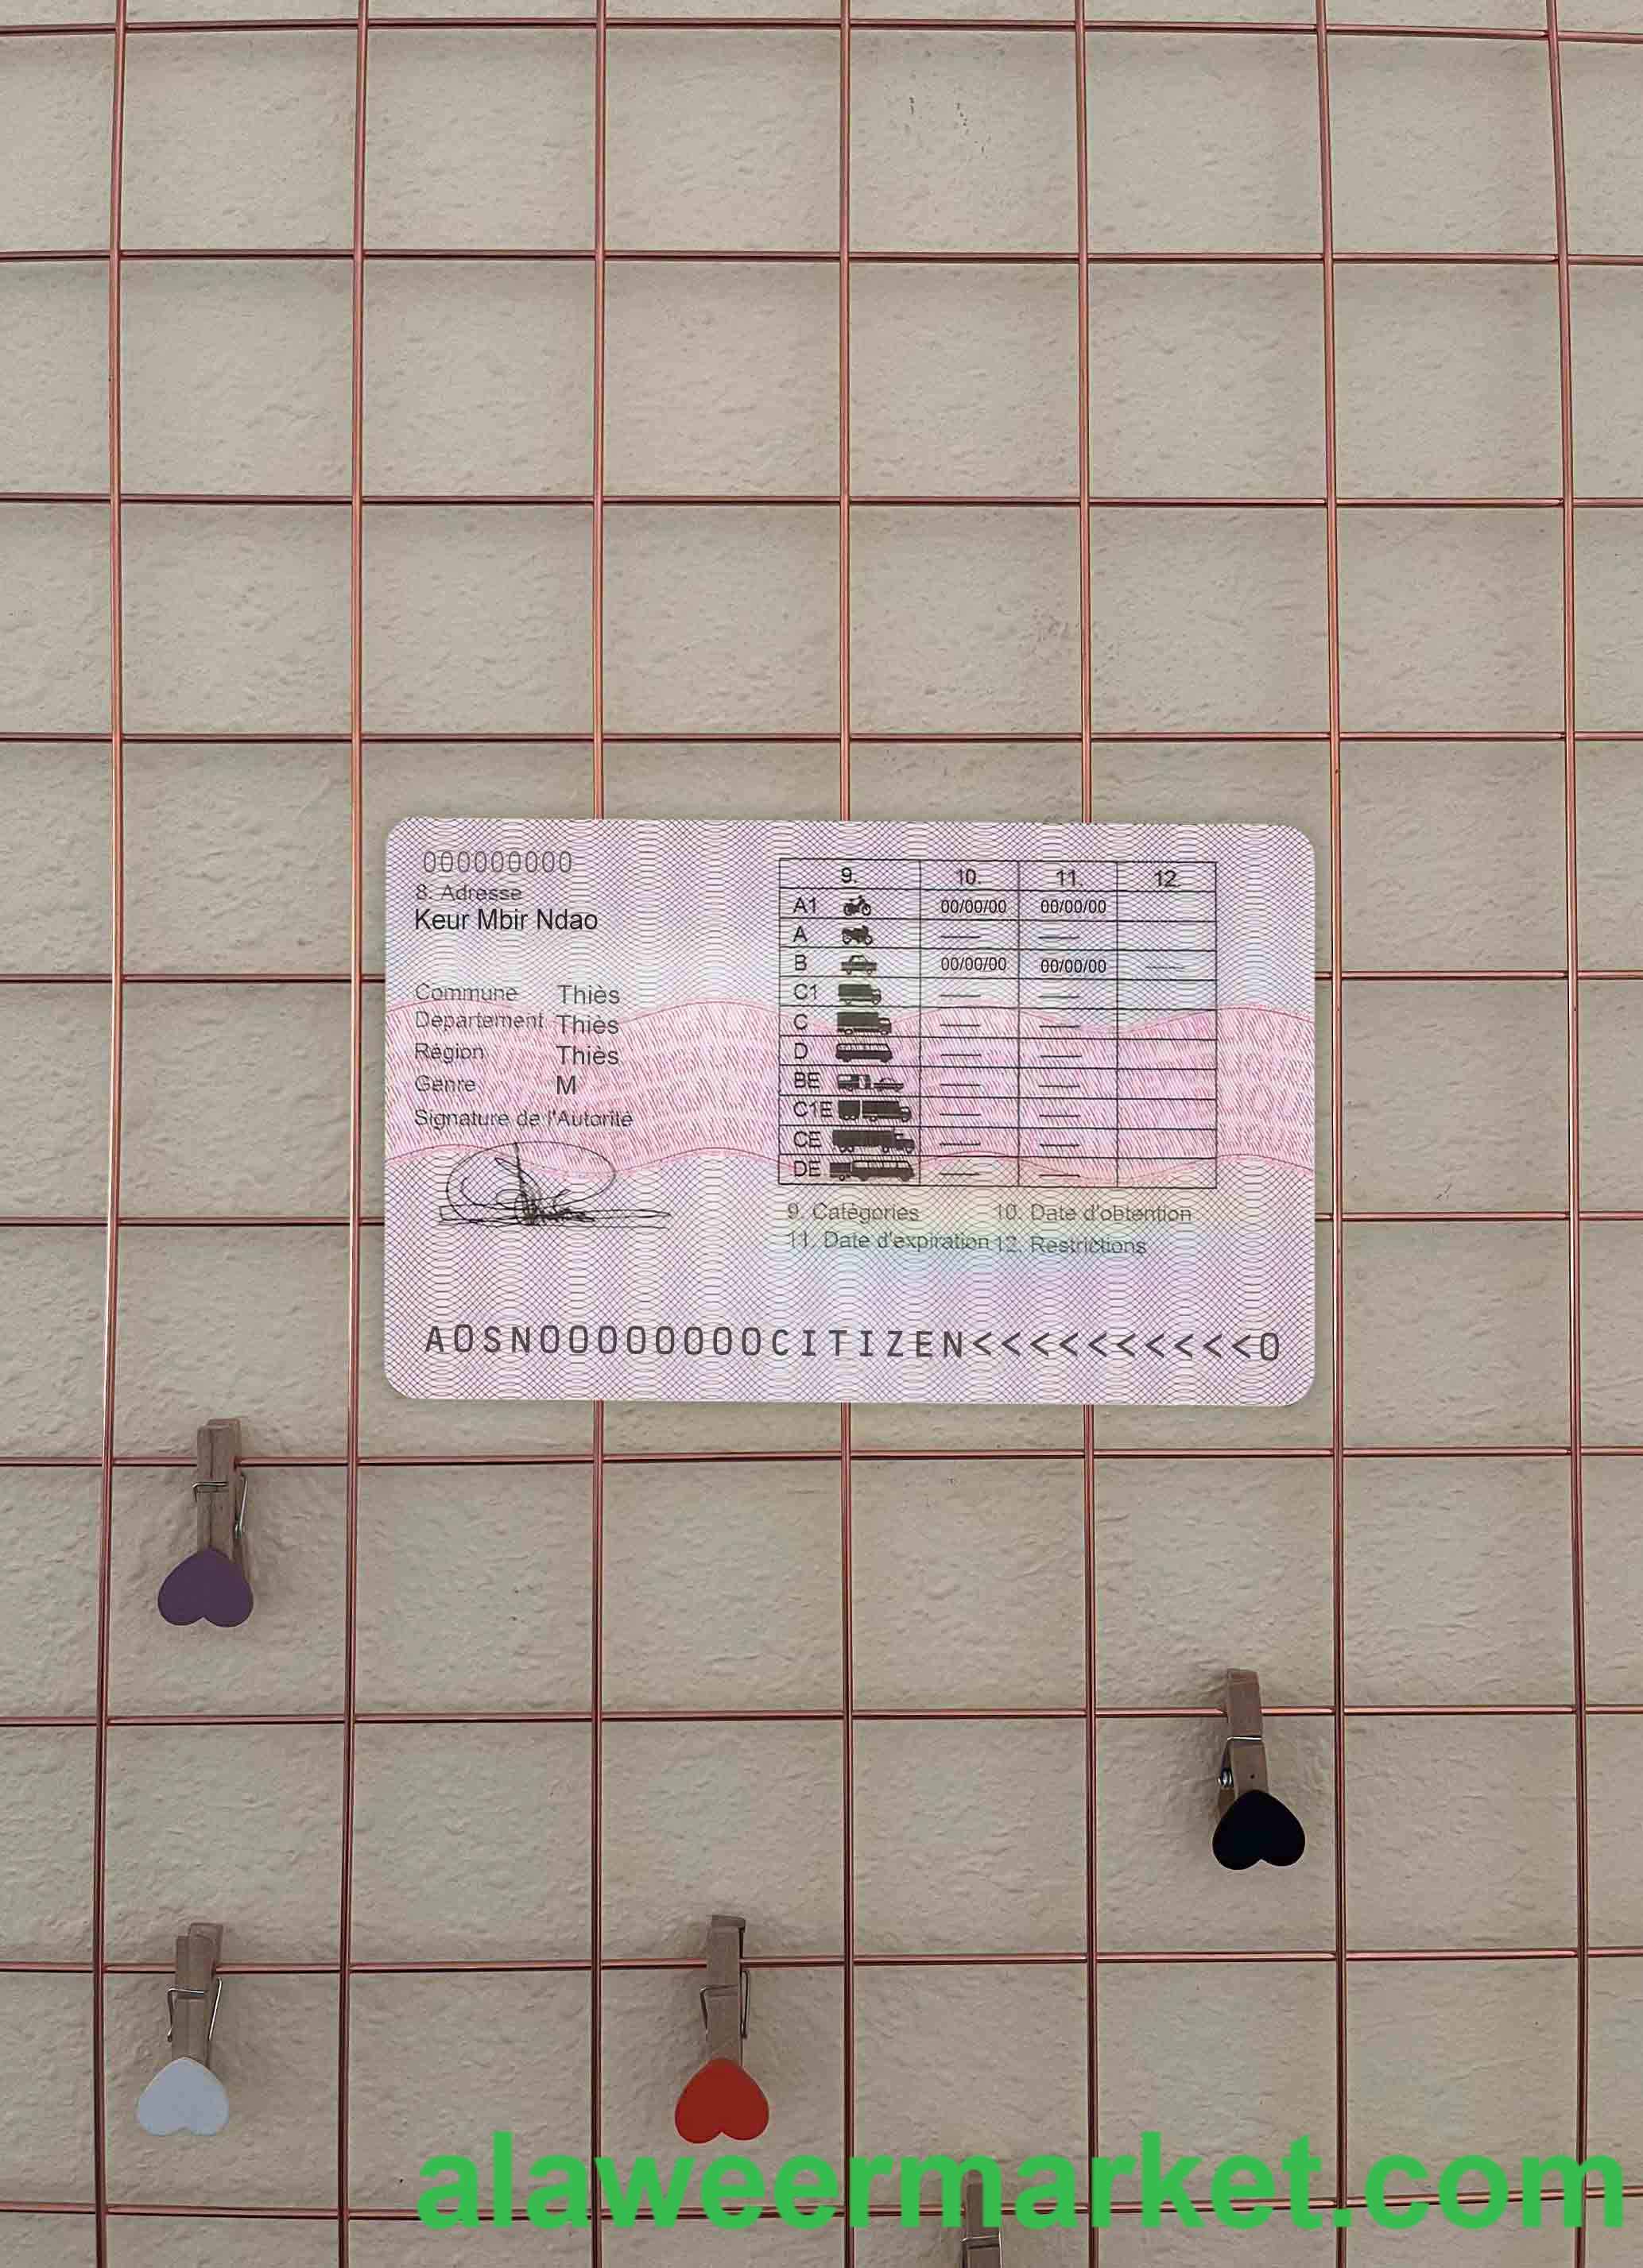 000000000
8. Adresse
Keur Mbir Ndao
Commune Thiès
Departement Thiès
Région Thiès
Genre M
Signature de l'Autorité
9. 10. 11. 12.
A1 00/00/00 00/00/00
A
B 00/00/00 00/00/00
C1
C
D
BE
C1E
CE
DE
9. Catégories 10. Date d'obtention
11. Date d'expiration 12. Restrictions
A0SN000000000CITIZEN<<<<<<<<<<0
alaweermarket.com